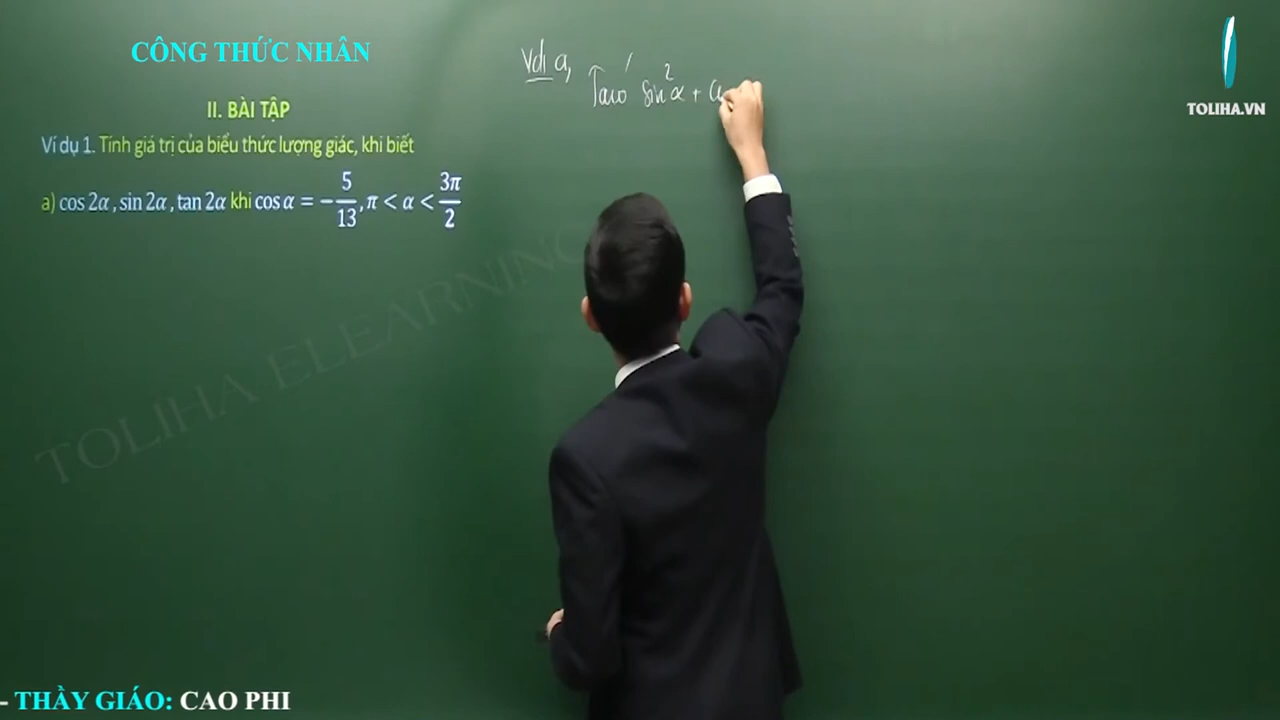 CÔNG THỨC NHÂN
II. BÀI TẬP
Ví dụ 1. Tính giá trị của biểu thức lượng giác, khi biết
a) cos 2α , sin 2α , tan 2α khi cos α = −5/13 , π < α < 3π/2
Vd1 a,
Ta có sin²α + c
TOLIHA.VN
TOLIHA ELEARNING
- THẦY GIÁO: CAO PHI